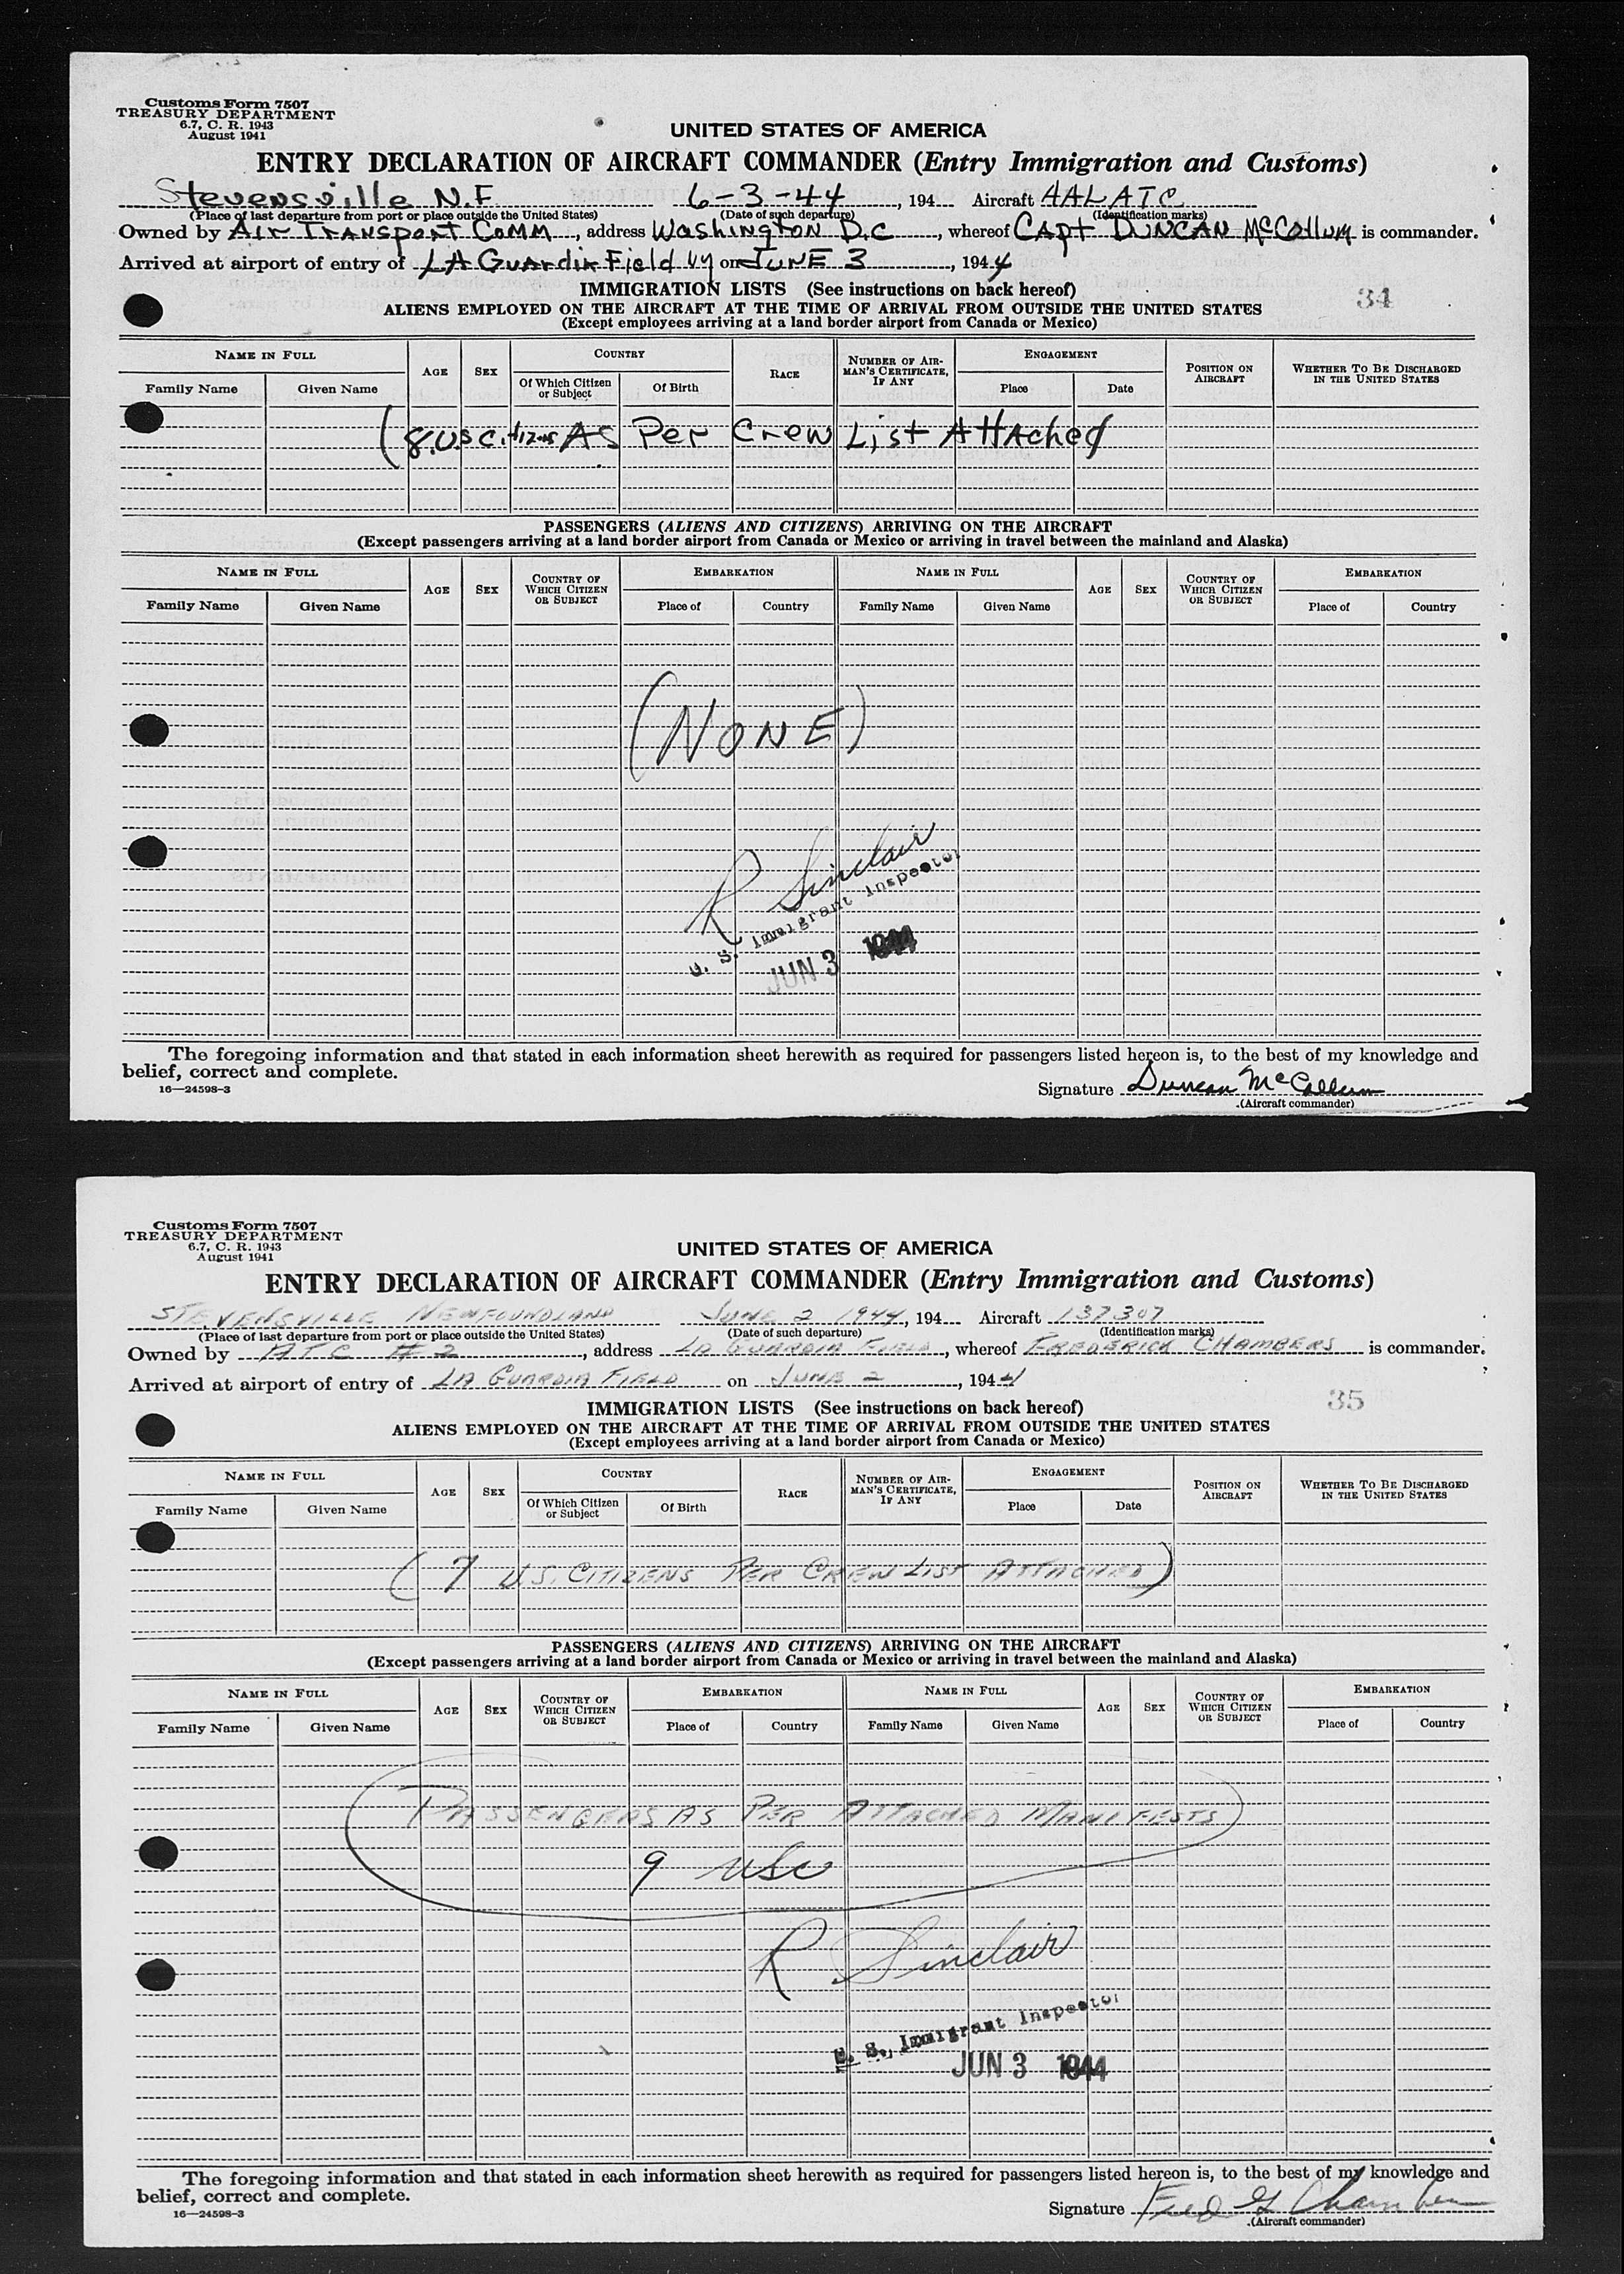 Customs Form 7507
TREASURY DEPARTMENT
6.7, C. R. 1943
August 1941
UNITED STATES OF AMERICA
ENTRY DECLARATION OF AIRCRAFT COMMANDER (Entry Immigration and Customs)
Stevensville N.F. 6-3-44, 194 Aircraft AAL ATC
(Place of last departure from port or place outside the United States) (Date of such departure) (Identification marks)
Owned by Air Transport Comm, address Washington D.C, whereof Capt Duncan McCollum is commander.
Arrived at airport of entry of LA Guardia Field NY on JUNE 3, 1944
IMMIGRATION LISTS (See instructions on back hereof)
34
ALIENS EMPLOYED ON THE AIRCRAFT AT THE TIME OF ARRIVAL FROM OUTSIDE THE UNITED STATES
(Except employees arriving at a land border airport from Canada or Mexico)
NAME IN FULL AGE SEX COUNTRY RACE NUMBER OF AIRMAN'S CERTIFICATE, IF ANY ENGAGEMENT POSITION ON AIRCRAFT WHETHER TO BE DISCHARGED IN THE UNITED STATES
Family Name Given Name Of Which Citizen or Subject Of Birth Place Date
(8 U.S Citizens As Per Crew List Attached
PASSENGERS (ALIENS AND CITIZENS) ARRIVING ON THE AIRCRAFT
(Except passengers arriving at a land border airport from Canada or Mexico or arriving in travel between the mainland and Alaska)
NAME IN FULL AGE SEX COUNTRY OF WHICH CITIZEN OR SUBJECT EMBARKATION NAME IN FULL AGE SEX COUNTRY OF WHICH CITIZEN OR SUBJECT EMBARKATION
Family Name Given Name Place of Country Family Name Given Name Place of Country
(NONE)
R Sinclair
U. S. Immigrant Inspector
JUN 3 1944
The foregoing information and that stated in each information sheet herewith as required for passengers listed hereon is, to the best of my knowledge and
belief, correct and complete.
16—24598-3
Signature Duncan McCollum
(Aircraft commander)
Customs Form 7507
TREASURY DEPARTMENT
6.7, C. R. 1943
August 1941
UNITED STATES OF AMERICA
ENTRY DECLARATION OF AIRCRAFT COMMANDER (Entry Immigration and Customs)
STEVENSVILLE NEWFOUNDLAND JUNE 2 1944, 194 Aircraft 137307
(Place of last departure from port or place outside the United States) (Date of such departure) (Identification marks)
Owned by ATC # 2, address LA GUARDIA FIELD, whereof FREDERICK CHAMBERS is commander.
Arrived at airport of entry of LA GUARDIA FIELD on JUNE 2, 1944
IMMIGRATION LISTS (See instructions on back hereof)
35
ALIENS EMPLOYED ON THE AIRCRAFT AT THE TIME OF ARRIVAL FROM OUTSIDE THE UNITED STATES
(Except employees arriving at a land border airport from Canada or Mexico)
NAME IN FULL AGE SEX COUNTRY RACE NUMBER OF AIRMAN'S CERTIFICATE, IF ANY ENGAGEMENT POSITION ON AIRCRAFT WHETHER TO BE DISCHARGED IN THE UNITED STATES
Family Name Given Name Of Which Citizen or Subject Of Birth Place Date
(7 U.S. CITIZENS PER CREW LIST ATTACHED)
PASSENGERS (ALIENS AND CITIZENS) ARRIVING ON THE AIRCRAFT
(Except passengers arriving at a land border airport from Canada or Mexico or arriving in travel between the mainland and Alaska)
NAME IN FULL AGE SEX COUNTRY OF WHICH CITIZEN OR SUBJECT EMBARKATION NAME IN FULL AGE SEX COUNTRY OF WHICH CITIZEN OR SUBJECT EMBARKATION
Family Name Given Name Place of Country Family Name Given Name Place of Country
PASSENGERS AS PER ATTACHED MANIFESTS
9 usc
R Sinclair
U. S. Immigrant Inspector
JUN 3 1944
The foregoing information and that stated in each information sheet herewith as required for passengers listed hereon is, to the best of my knowledge and
belief, correct and complete.
16—24598-3
Signature Fred G Chambers
(Aircraft commander)